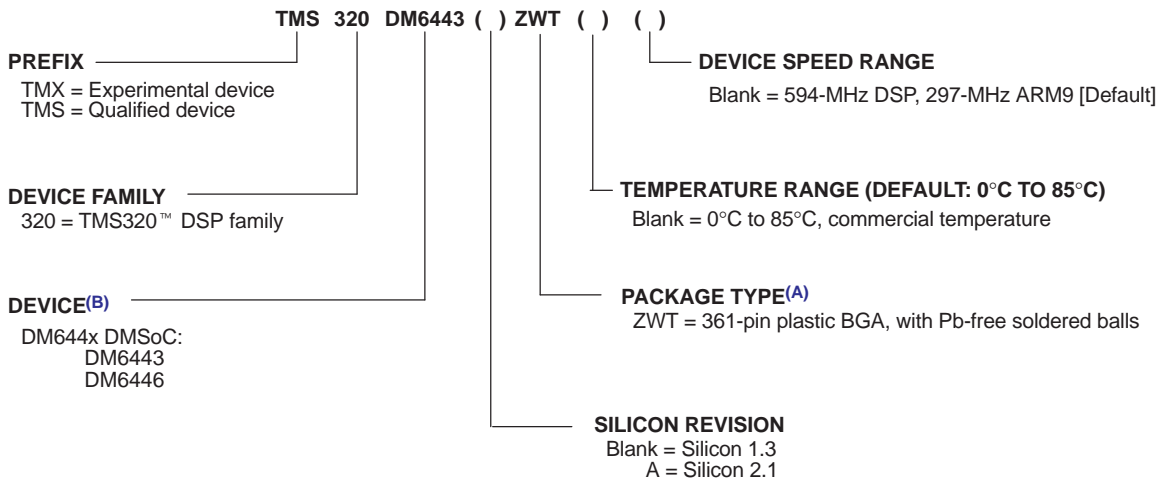 TMS 320 DM6443 ( ) ZWT ( ) ( )
PREFIX
TMX = Experimental device
TMS = Qualified device
DEVICE SPEED RANGE
Blank = 594-MHz DSP, 297-MHz ARM9 [Default]
DEVICE FAMILY
320 = TMS320™ DSP family
TEMPERATURE RANGE (DEFAULT: 0°C TO 85°C)
Blank = 0°C to 85°C, commercial temperature
DEVICE(B)
DM644x DMSoC:
DM6443
DM6446
PACKAGE TYPE(A)
ZWT = 361-pin plastic BGA, with Pb-free soldered balls
SILICON REVISION
Blank = Silicon 1.3
A = Silicon 2.1